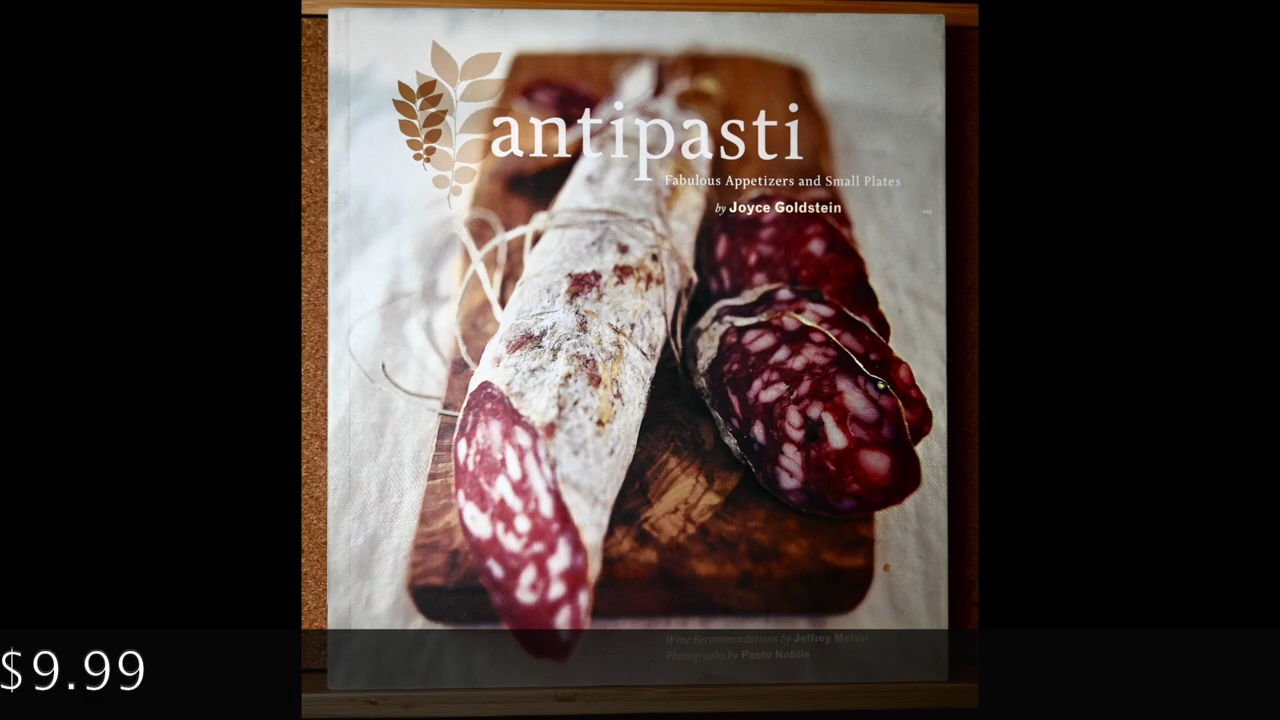 antipasti
Fabulous Appetizers and Small Plates
by Joyce Goldstein
Wine Recommendations by Jeffrey Meisel
Photographs by Paolo Nobile
$9.99